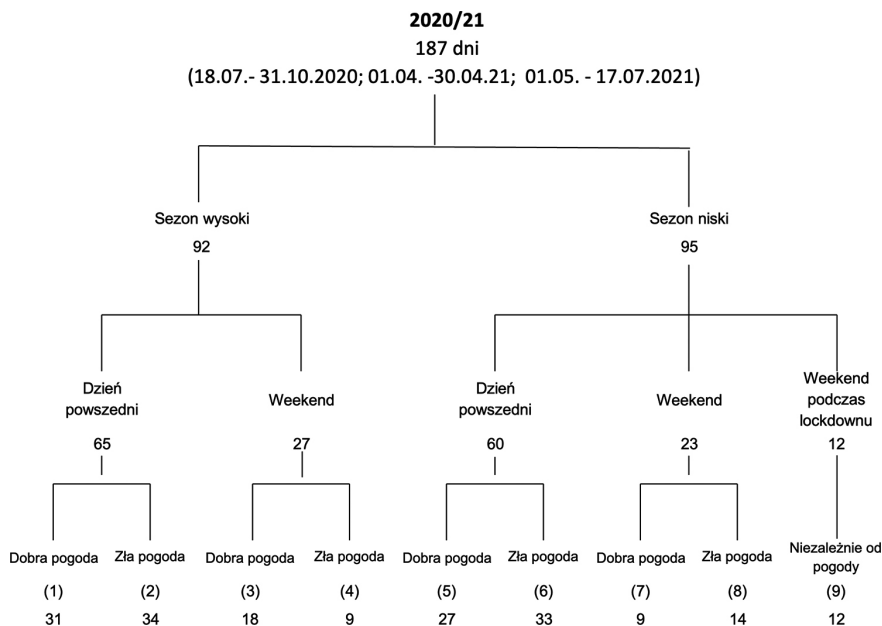 2020/21
187 dni
(18.07.- 31.10.2020; 01.04. -30.04.21;  01.05. - 17.07.2021)
Sezon wysoki
92
Sezon niski
95
Dzień
powszedni
65
Weekend
27
Dzień
powszedni
60
Weekend
23
Weekend
podczas
lockdownu
12
Dobra pogoda
(1)
31
Zła pogoda
(2)
34
Dobra pogoda
(3)
18
Zła pogoda
(4)
9
Dobra pogoda
(5)
27
Zła pogoda
(6)
33
Dobra pogoda
(7)
9
Zła pogoda
(8)
14
Niezależnie od
pogody
(9)
12